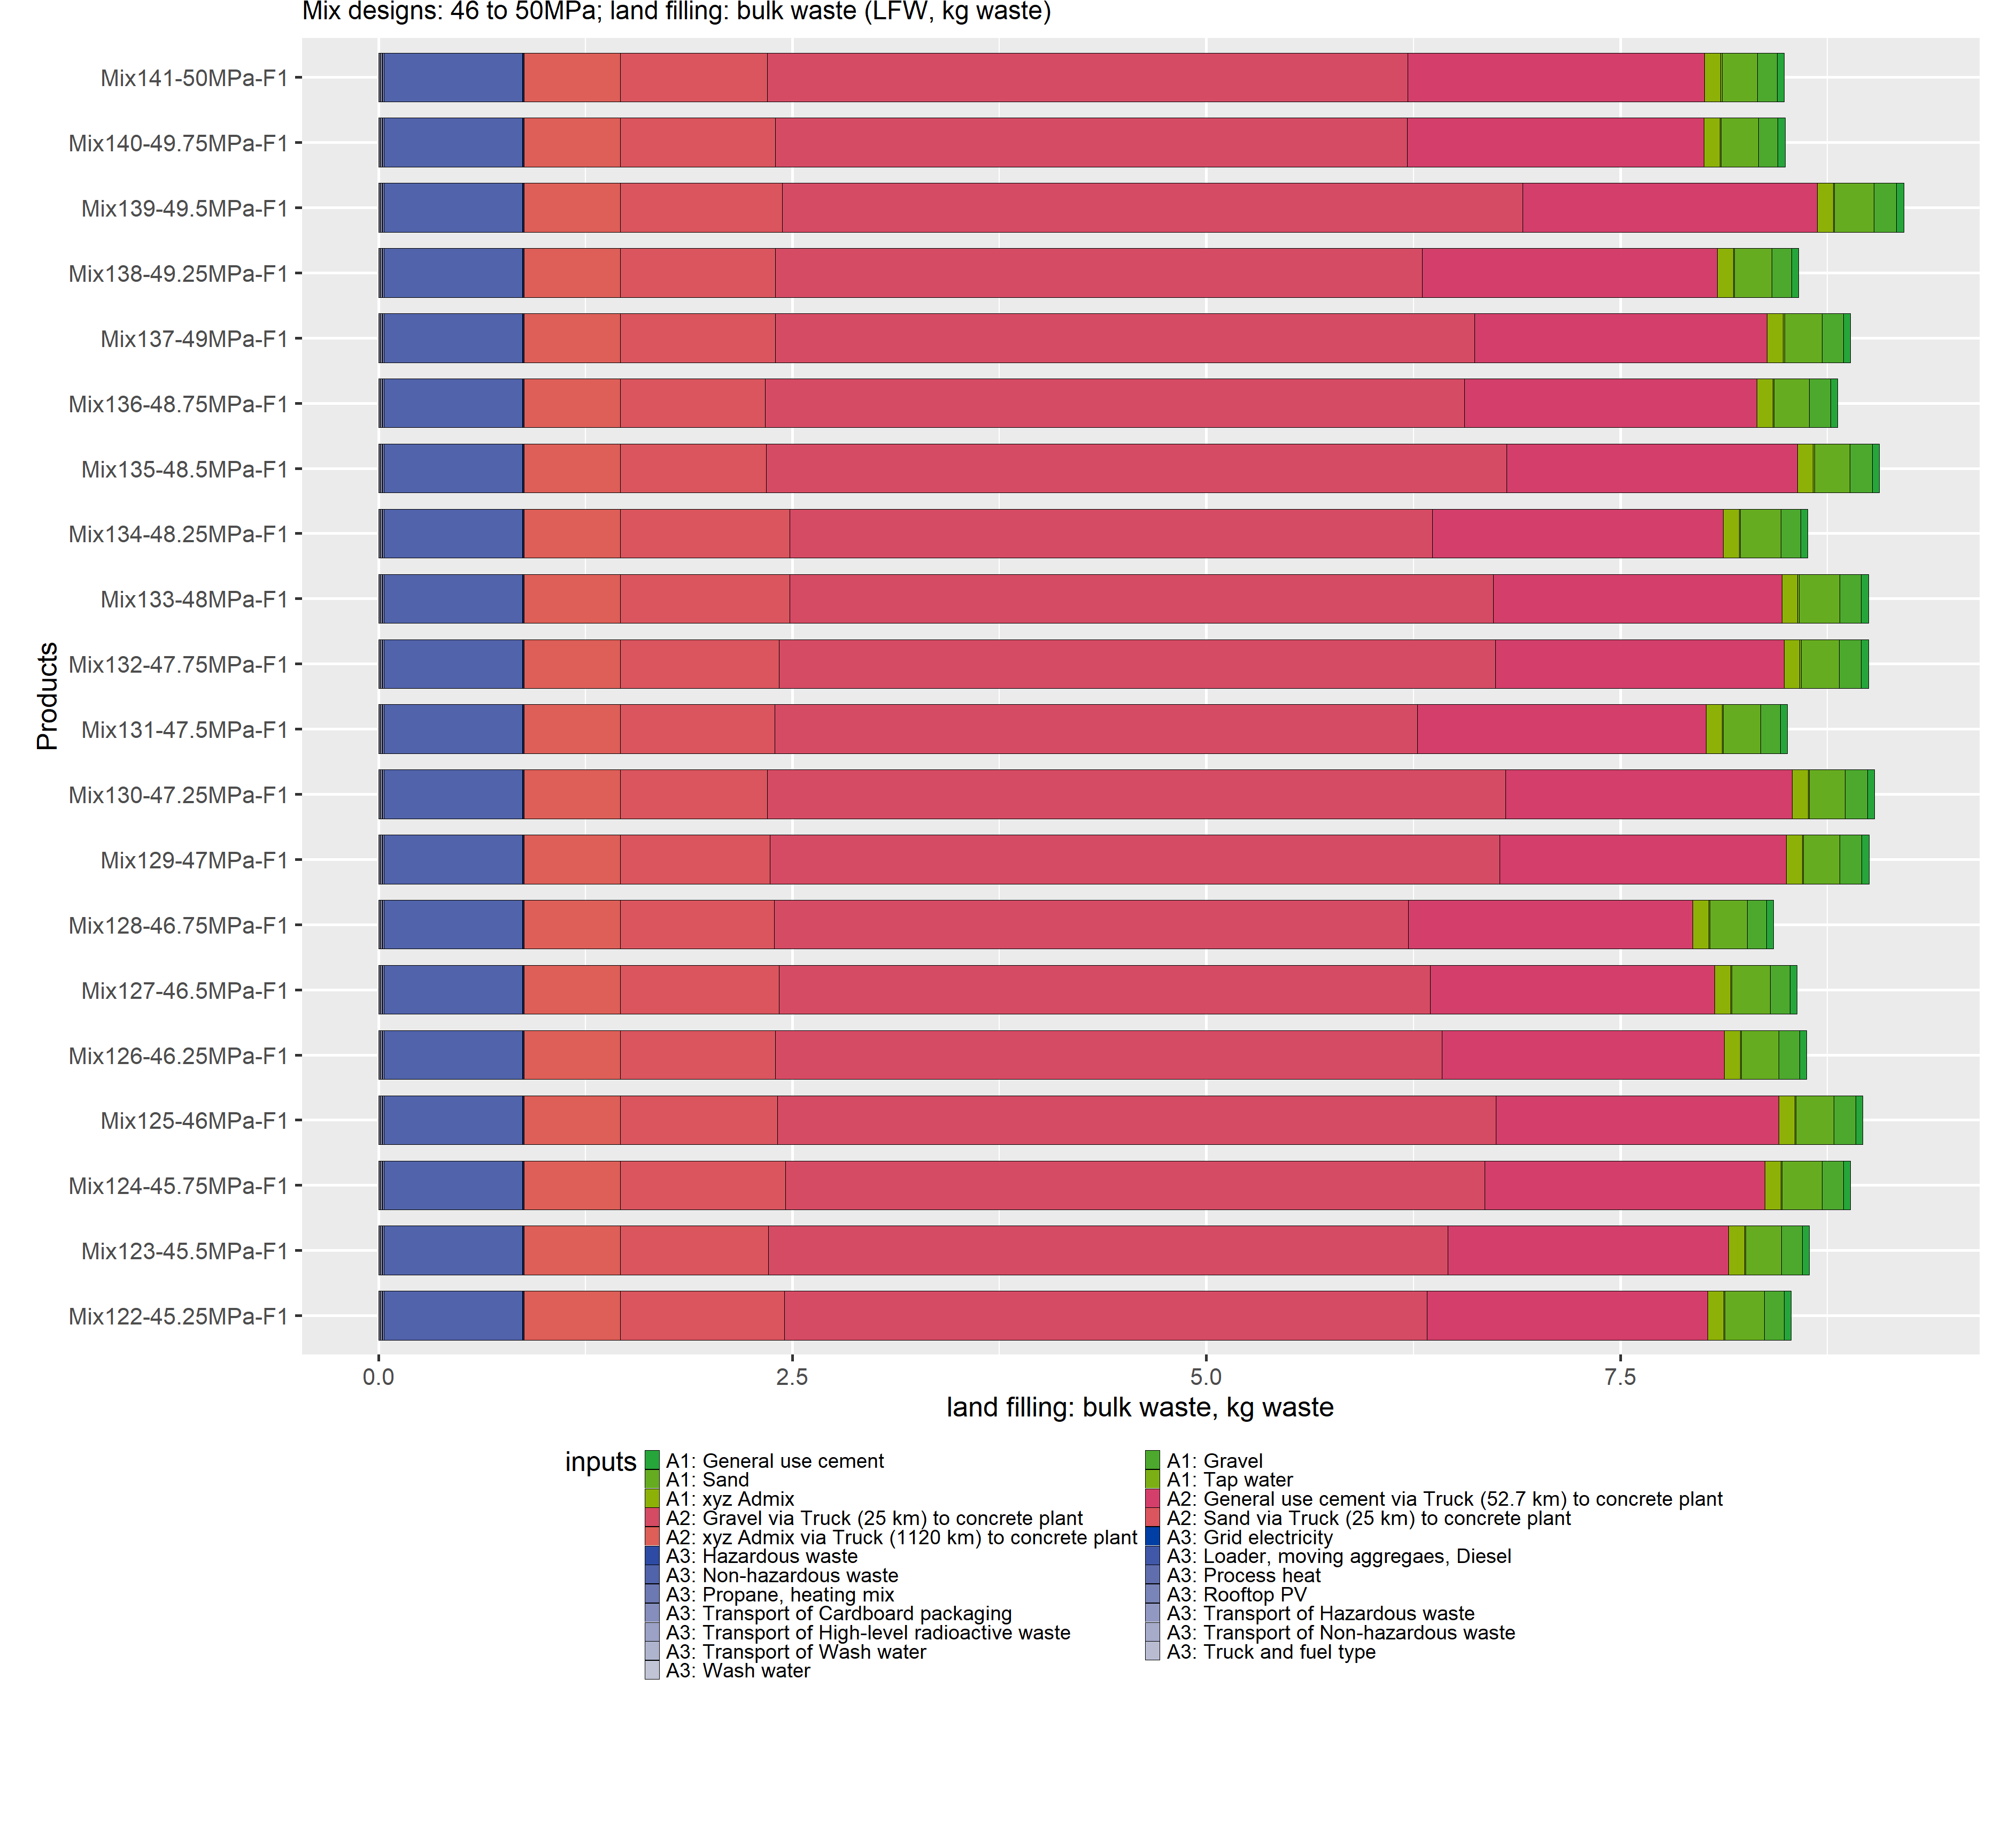 Mix designs: 46 to 50MPa; land filling: bulk waste (LFW, kg waste)
Products
Mix141-50MPa-F1
Mix140-49.75MPa-F1
Mix139-49.5MPa-F1
Mix138-49.25MPa-F1
Mix137-49MPa-F1
Mix136-48.75MPa-F1
Mix135-48.5MPa-F1
Mix134-48.25MPa-F1
Mix133-48MPa-F1
Mix132-47.75MPa-F1
Mix131-47.5MPa-F1
Mix130-47.25MPa-F1
Mix129-47MPa-F1
Mix128-46.75MPa-F1
Mix127-46.5MPa-F1
Mix126-46.25MPa-F1
Mix125-46MPa-F1
Mix124-45.75MPa-F1
Mix123-45.5MPa-F1
Mix122-45.25MPa-F1
0.0 2.5 5.0 7.5
land filling: bulk waste, kg waste
inputs
A1: General use cement
A1: Gravel
A1: Sand
A1: Tap water
A1: xyz Admix
A2: General use cement via Truck (52.7 km) to concrete plant
A2: Gravel via Truck (25 km) to concrete plant
A2: Sand via Truck (25 km) to concrete plant
A2: xyz Admix via Truck (1120 km) to concrete plant
A3: Grid electricity
A3: Hazardous waste
A3: Loader, moving aggregaes, Diesel
A3: Non-hazardous waste
A3: Process heat
A3: Propane, heating mix
A3: Rooftop PV
A3: Transport of Cardboard packaging
A3: Transport of Hazardous waste
A3: Transport of High-level radioactive waste
A3: Transport of Non-hazardous waste
A3: Transport of Wash water
A3: Truck and fuel type
A3: Wash water